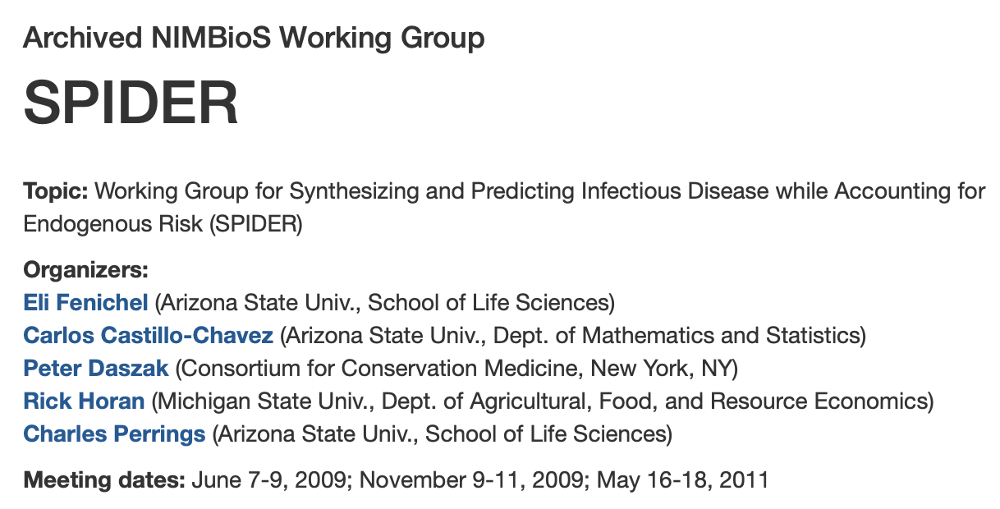 Archived NIMBioS Working Group
SPIDER
Topic: Working Group for Synthesizing and Predicting Infectious Disease while Accounting for
Endogenous Risk (SPIDER)
Organizers:
Eli Fenichel (Arizona State Univ., School of Life Sciences)
Carlos Castillo-Chavez (Arizona State Univ., Dept. of Mathematics and Statistics)
Peter Daszak (Consortium for Conservation Medicine, New York, NY)
Rick Horan (Michigan State Univ., Dept. of Agricultural, Food, and Resource Economics)
Charles Perrings (Arizona State Univ., School of Life Sciences)
Meeting dates: June 7-9, 2009; November 9-11, 2009; May 16-18, 2011